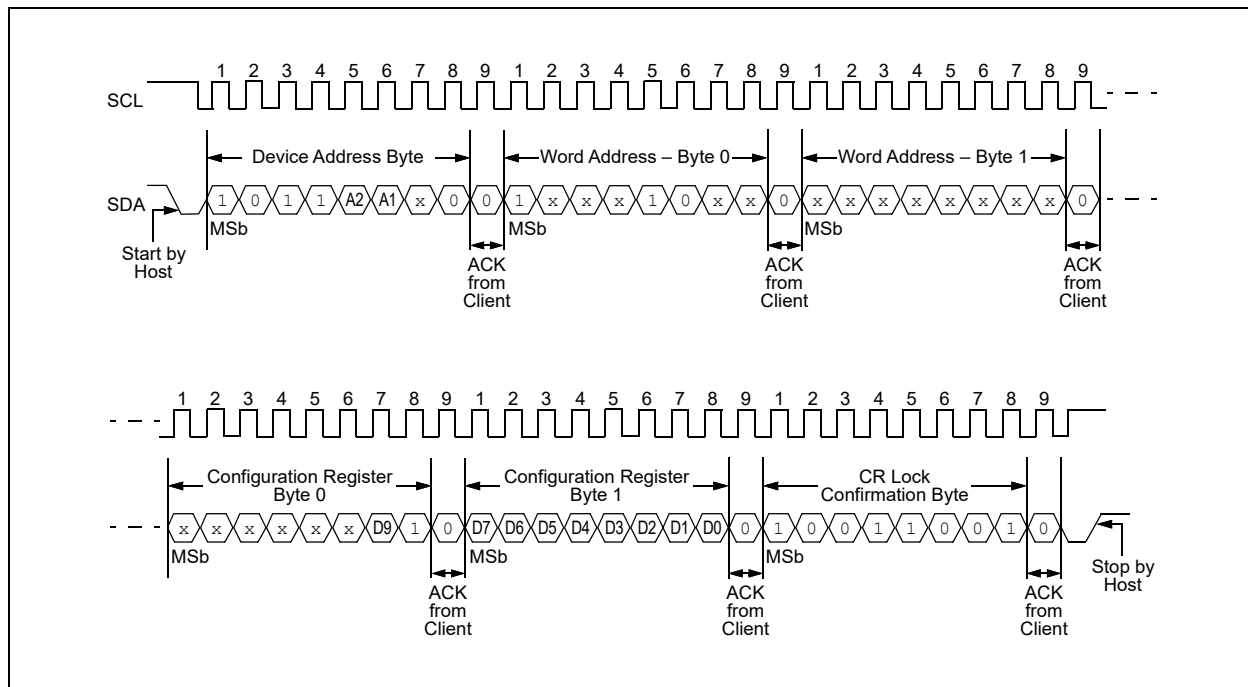 1 2 3 4 5 6 7 8 9 1 2 3 4 5 6 7 8 9 1 2 3 4 5 6 7 8 9
SCL
Device Address Byte Word Address – Byte 0 Word Address – Byte 1
SDA 1 0 1 1 A2 A1 x 0 0 1 x x x 1 0 x x 0 x x x x x x x x 0
MSb MSb MSb
Start by
Host
ACK
from
Client
ACK
from
Client
ACK
from
Client
1 2 3 4 5 6 7 8 9 1 2 3 4 5 6 7 8 9 1 2 3 4 5 6 7 8 9
Configuration Register
Byte 0
Configuration Register
Byte 1
CR Lock
Confirmation Byte
x x x x x x D9 1 0 D7 D6 D5 D4 D3 D2 D1 D0 0 1 0 0 1 1 0 0 1 0
MSb MSb MSb
ACK
from
Client
ACK
from
Client
ACK
from
Client
Stop by
Host